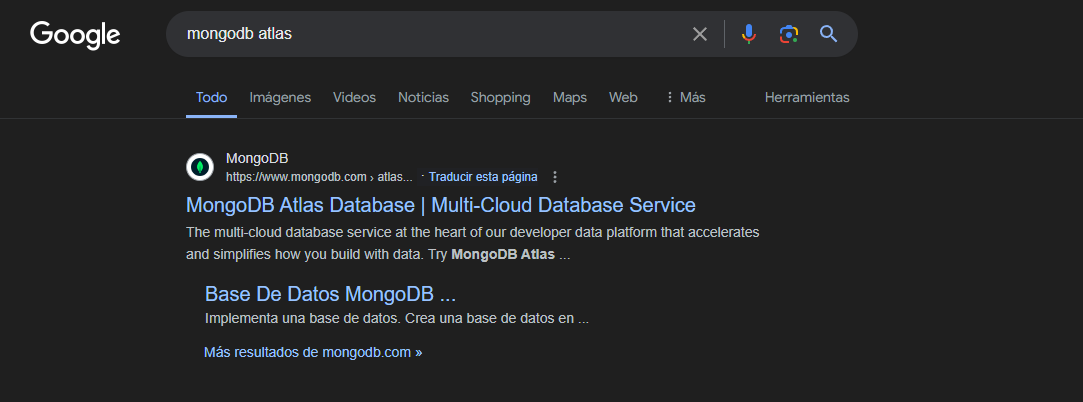 Google
mongodb atlas
Todo Imágenes Videos Noticias Shopping Maps Web Más Herramientas
MongoDB
https://www.mongodb.com › atlas... · Traducir esta página
MongoDB Atlas Database | Multi-Cloud Database Service
The multi-cloud database service at the heart of our developer data platform that accelerates
and simplifies how you build with data. Try MongoDB Atlas ...
Base De Datos MongoDB ...
Implementa una base de datos. Crea una base de datos en ...
Más resultados de mongodb.com »